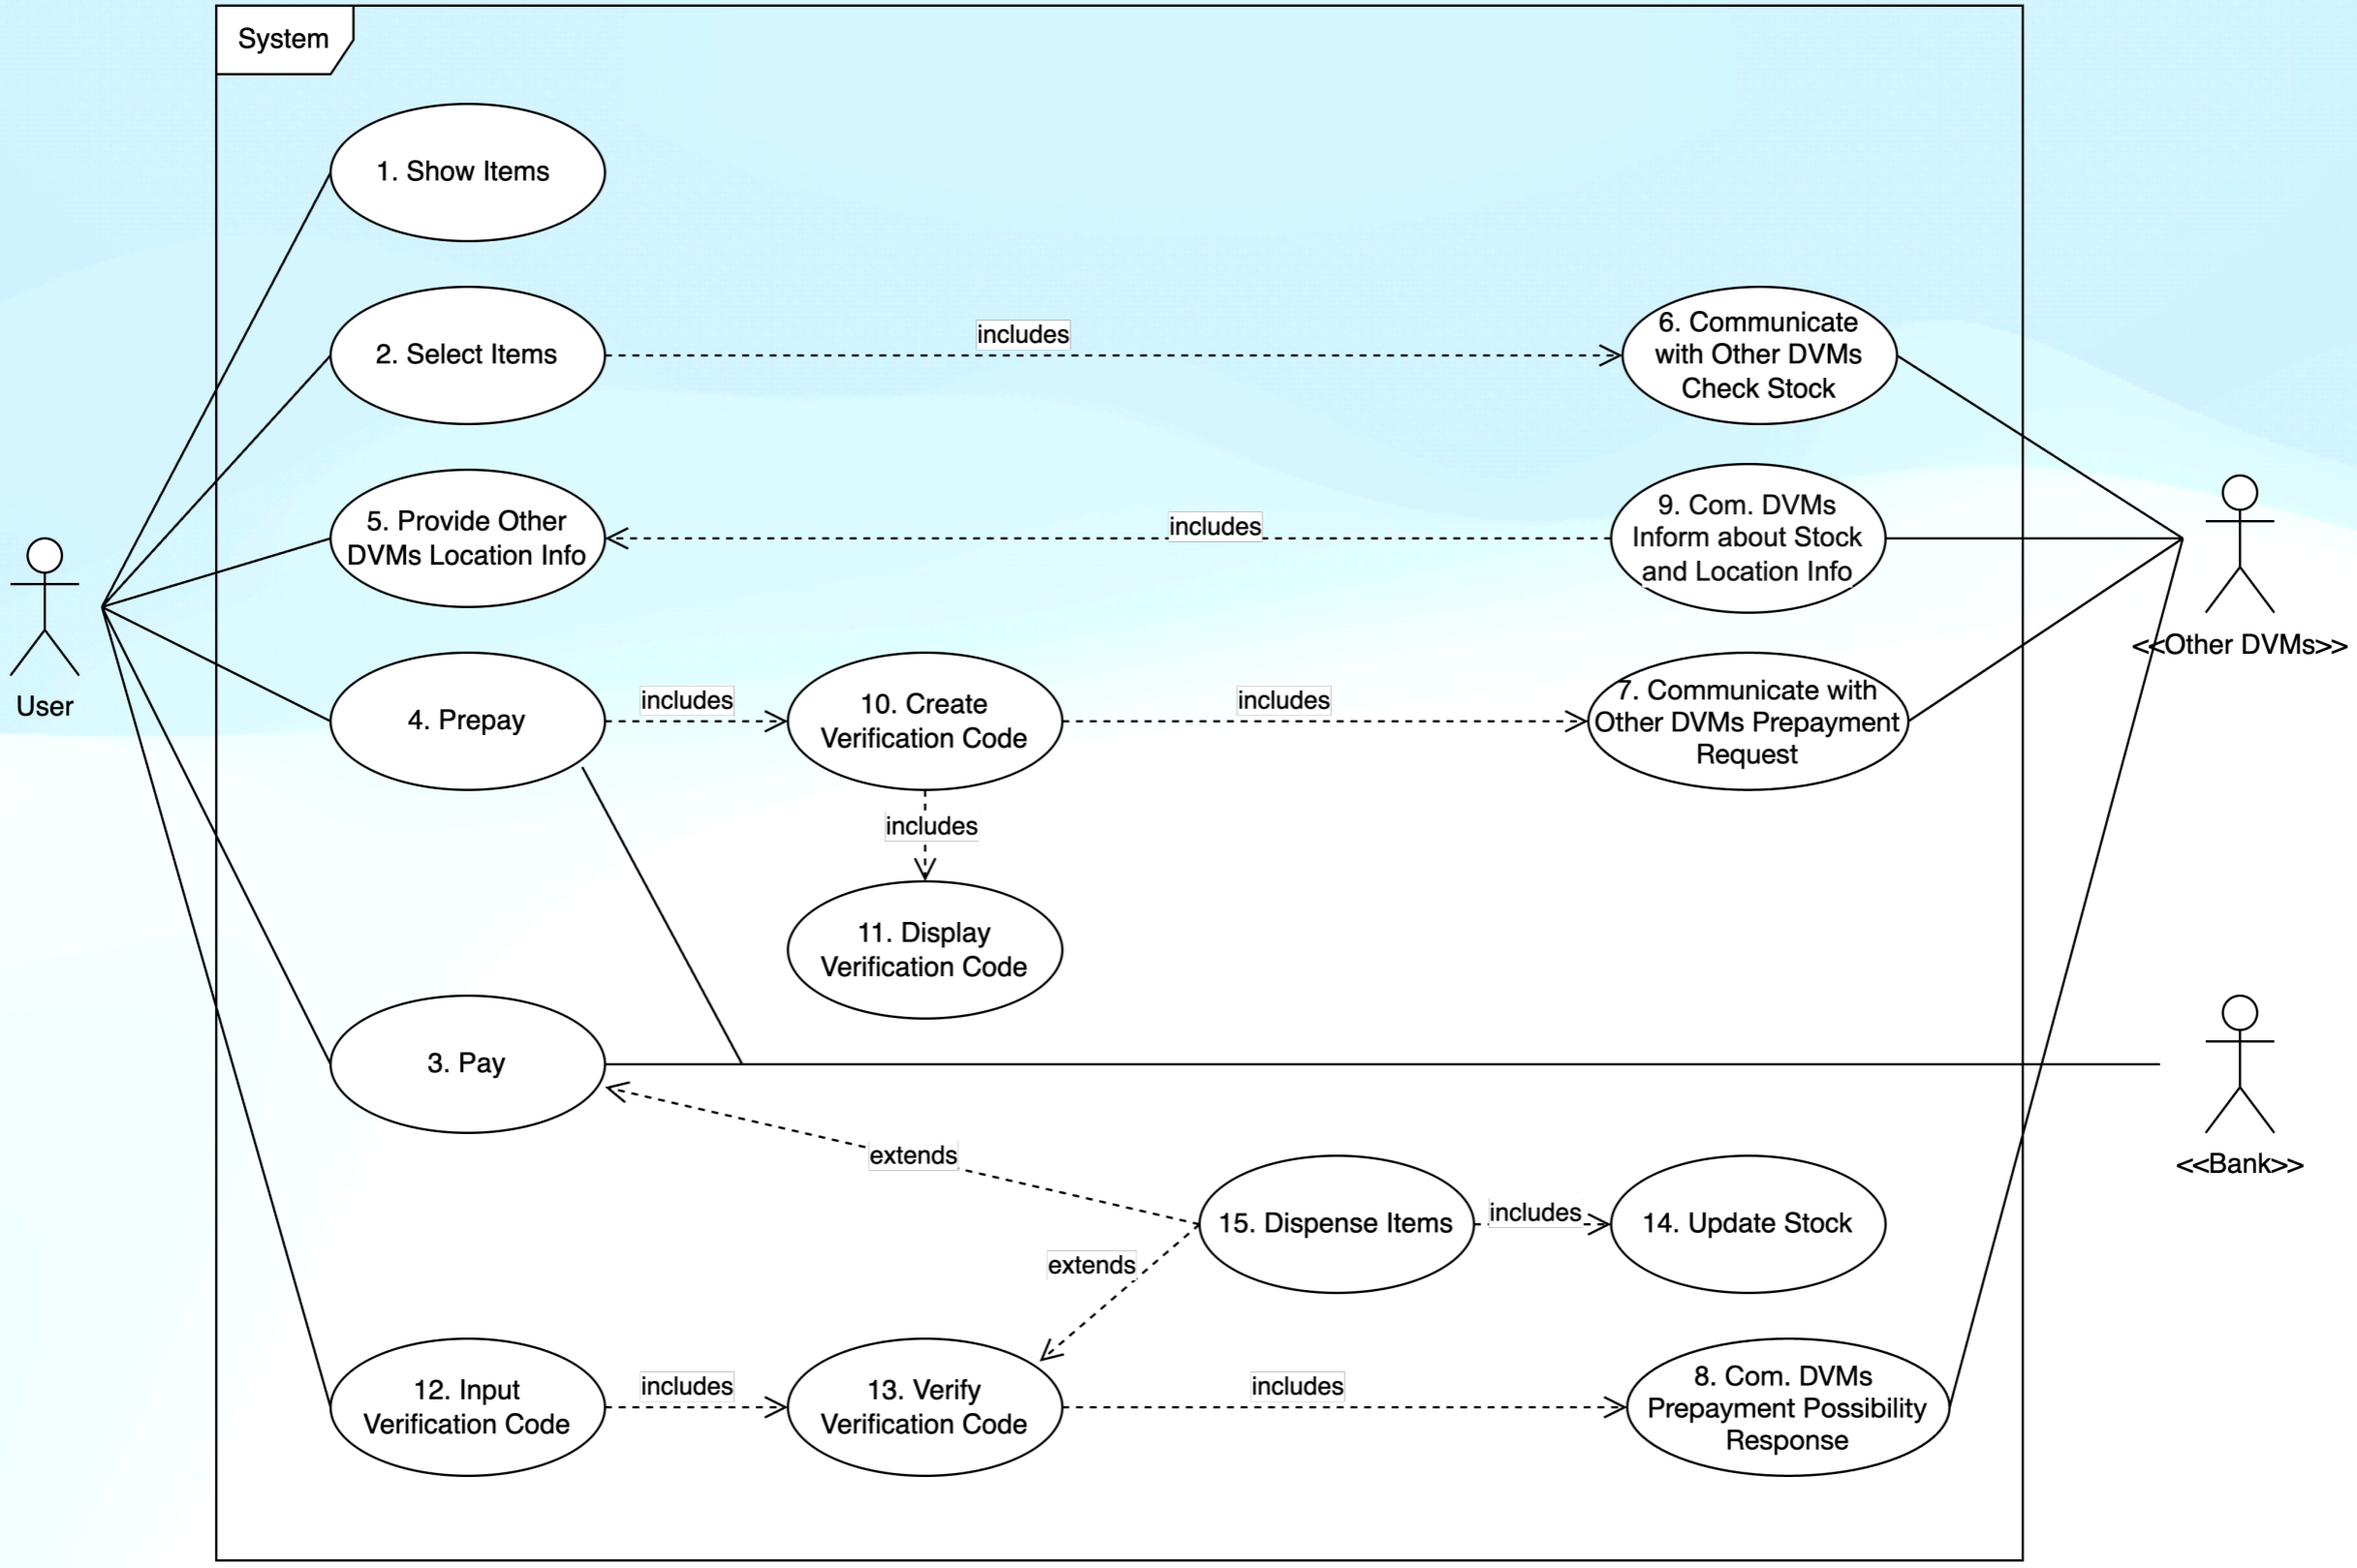 System
1. Show Items
2. Select Items
includes
6. Communicate
with Other DVMs
Check Stock
5. Provide Other
DVMs Location Info
includes
9. Com. DVMs
Inform about Stock
and Location Info
User
<<Other DVMs>>
4. Prepay
includes
10. Create
Verification Code
includes
7. Communicate with
Other DVMs Prepayment
Request
includes
11. Display
Verification Code
3. Pay
<<Bank>>
extends
15. Dispense Items
includes
14. Update Stock
extends
12. Input
Verification Code
includes
13. Verify
Verification Code
includes
8. Com. DVMs
Prepayment Possibility
Response